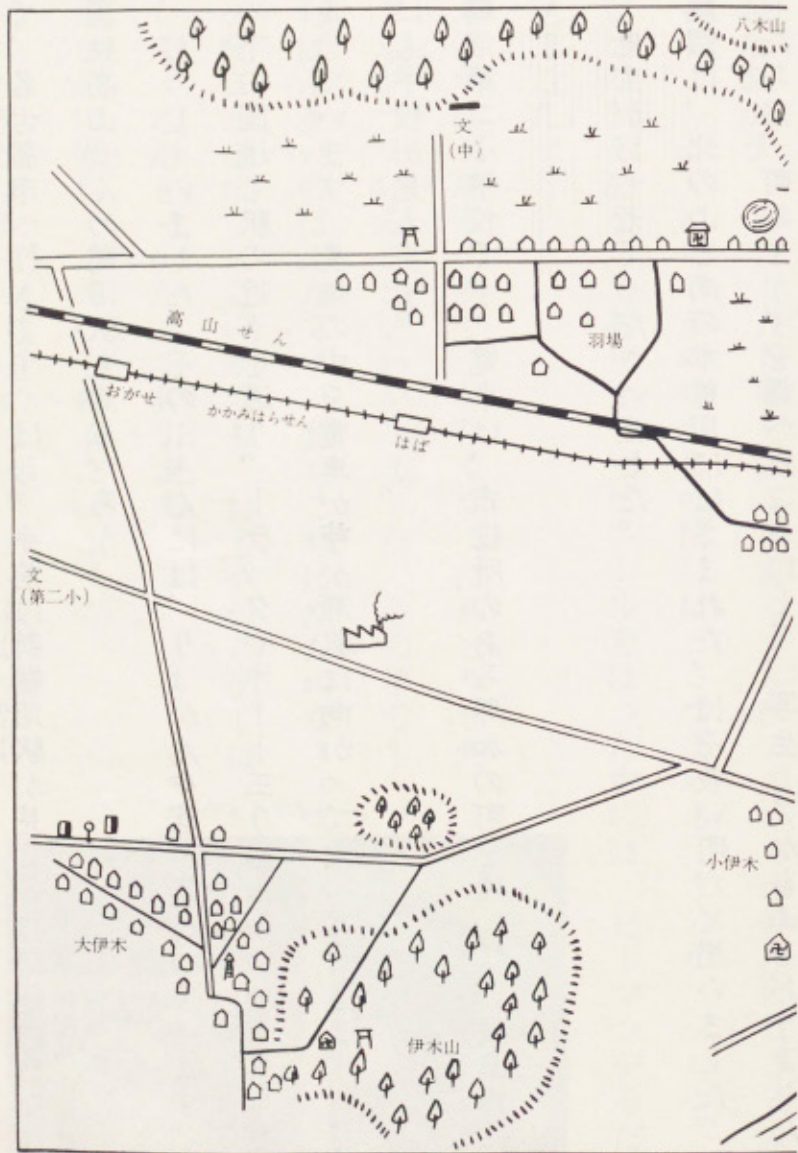 八木山
文
(中)
高山せん
羽場
おがせ
かかみはらせん
はば
文
(第二小)
小伊木
大伊木
伊木山